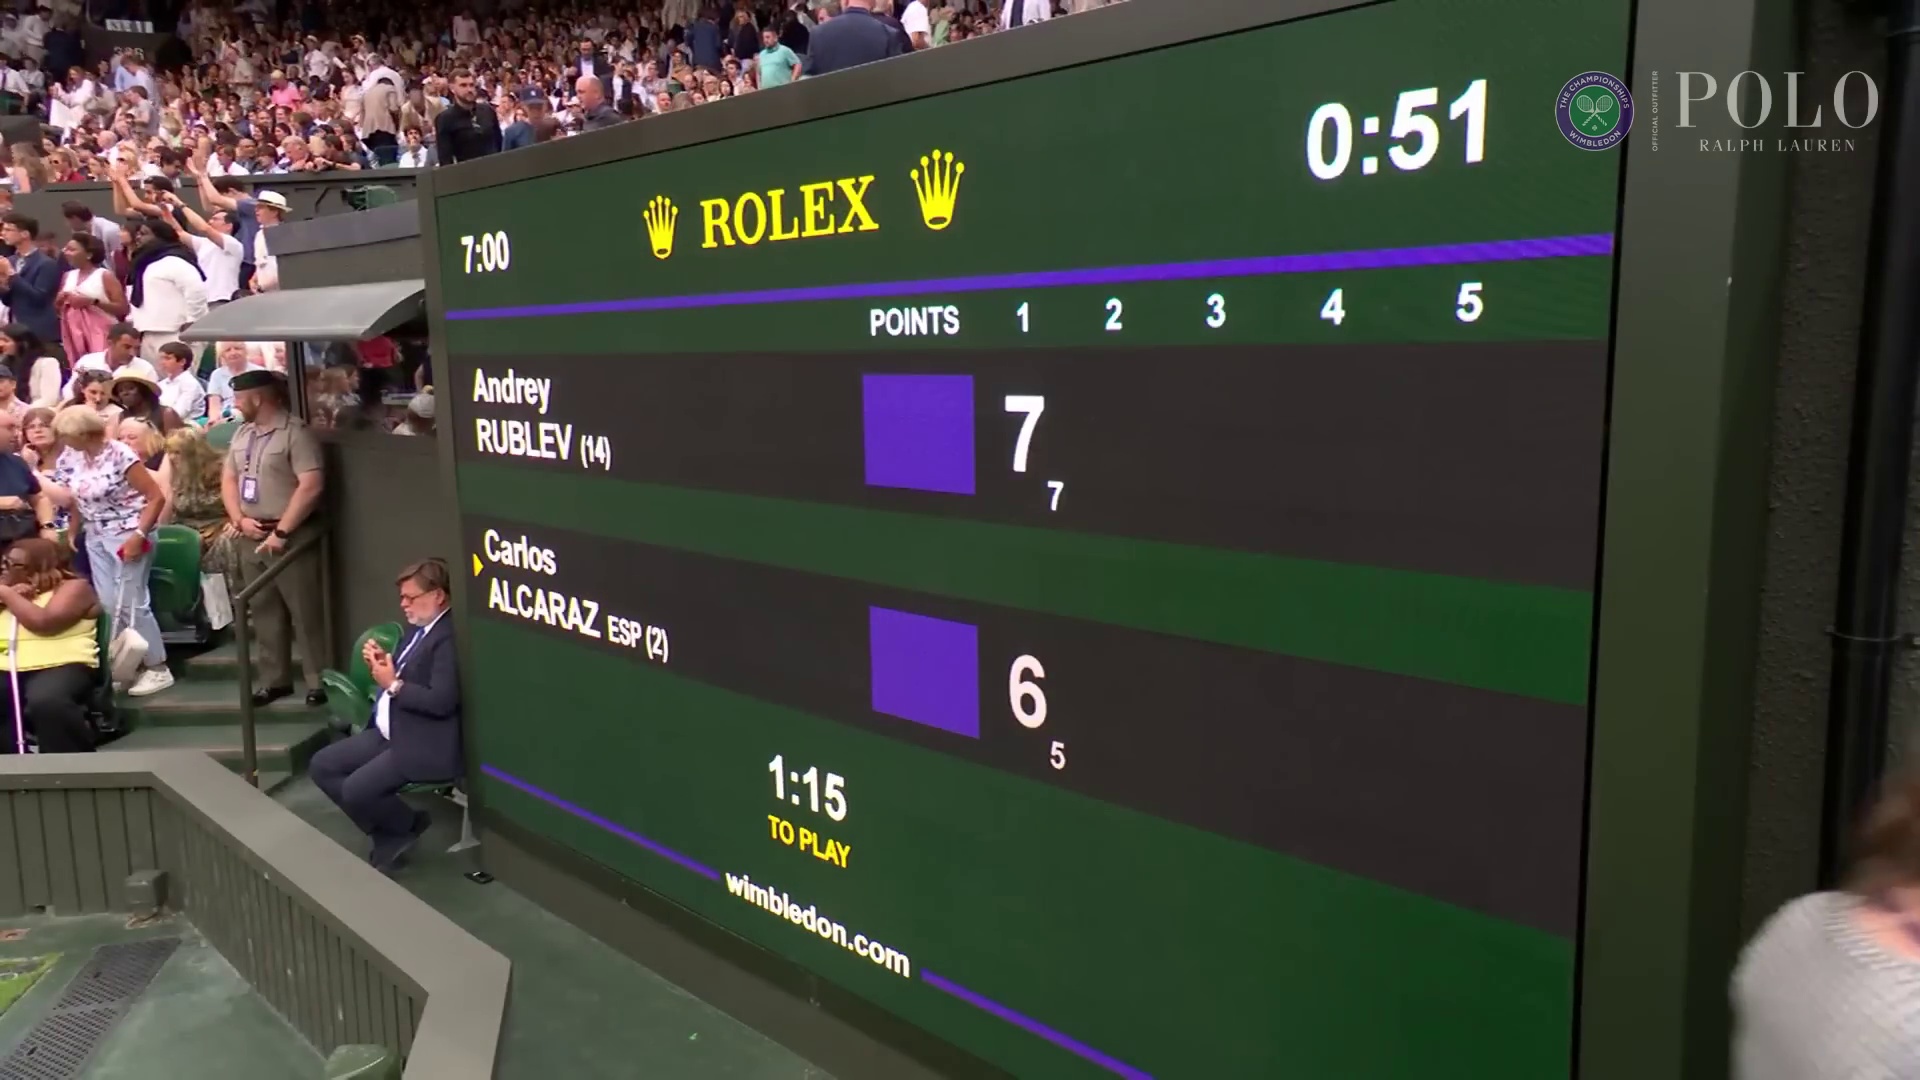 THE CHAMPIONSHIPS
WIMBLEDON
OFFICIAL OUTFITTER
POLO
RALPH LAUREN
7:00
ROLEX
0:51
POINTS 1 2 3 4 5
Andrey
RUBLEV (14)
7 7
Carlos
ALCARAZ ESP (2)
6 5
1:15
TO PLAY
wimbledon.com